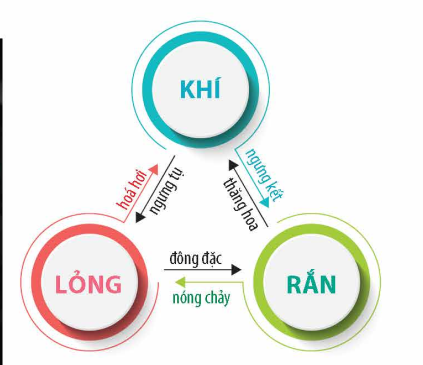 KHÍ
hoá hơi
ngưng tụ
ngưng kết
thăng hoa
LỎNG
đông đặc
nóng chảy
RẮN